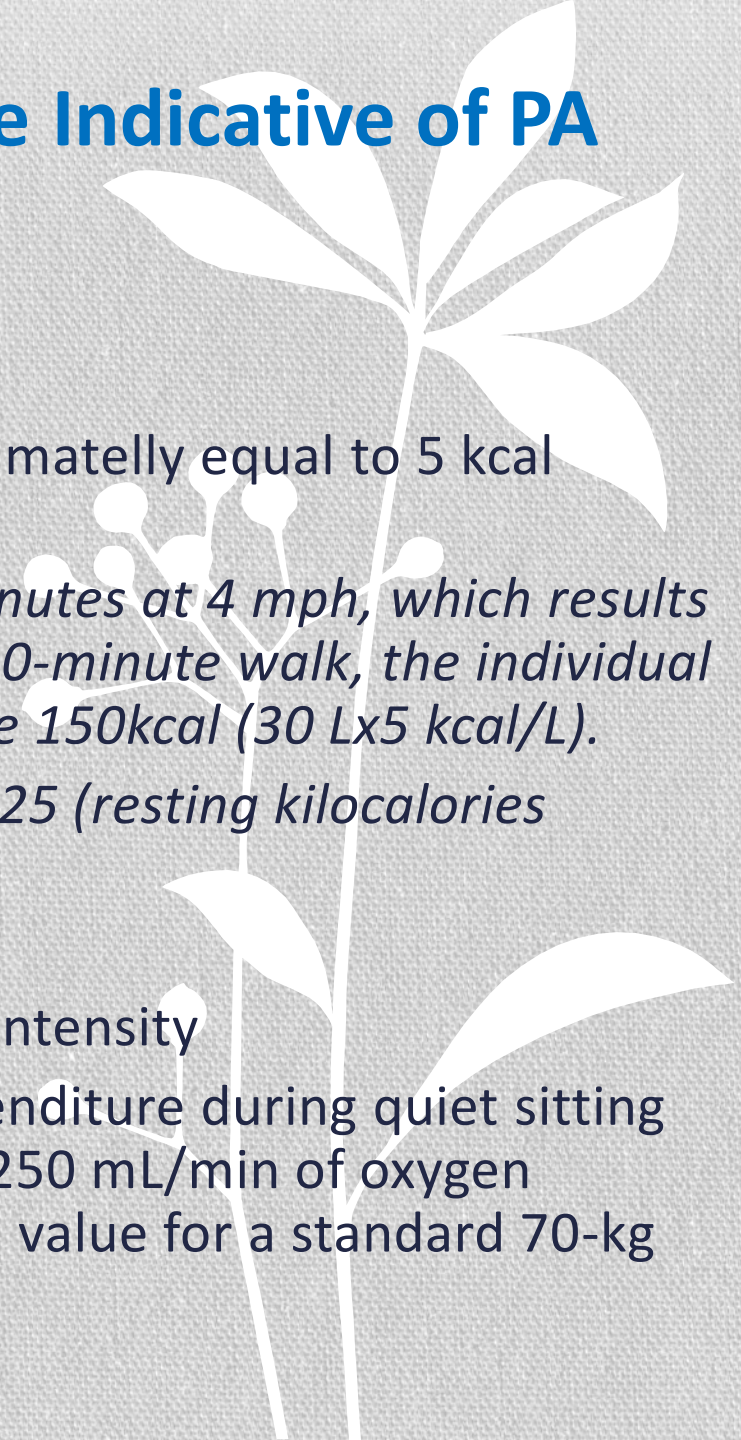 e Indicative of PA
matelly equal to 5 kcal
nutes at 4 mph, which results
0-minute walk, the individual
e 150kcal (30 Lx5 kcal/L).
25 (resting kilocalories
ntensity
enditure during quiet sitting
250 mL/min of oxygen
value for a standard 70-kg